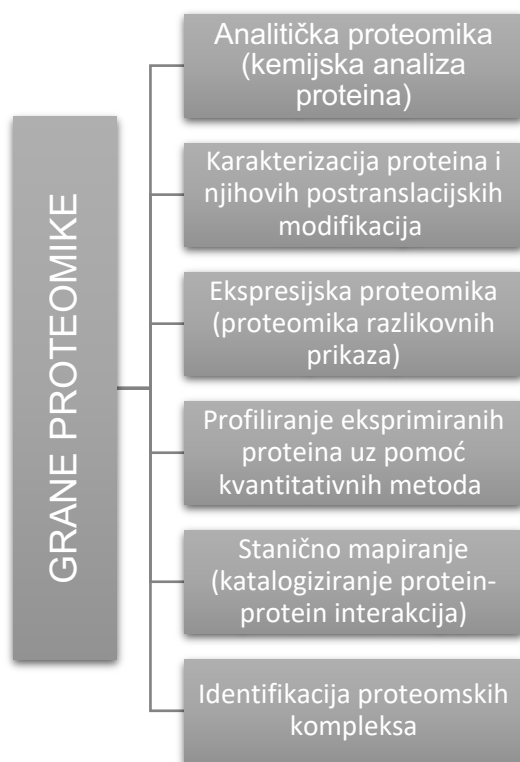 GRANE PROTEOMIKE
Analitička proteomika
(kemijska analiza
proteina)
Karakterizacija proteina i
njihovih postranslacijskih
modifikacija
Ekspresijska proteomika
(proteomika razlikovnih
prikaza)
Profiliranje eksprimiranih
proteina uz pomoć
kvantitativnih metoda
Stanično mapiranje
(katalogiziranje protein-
protein interakcija)
Identifikacija proteomskih
kompleksa